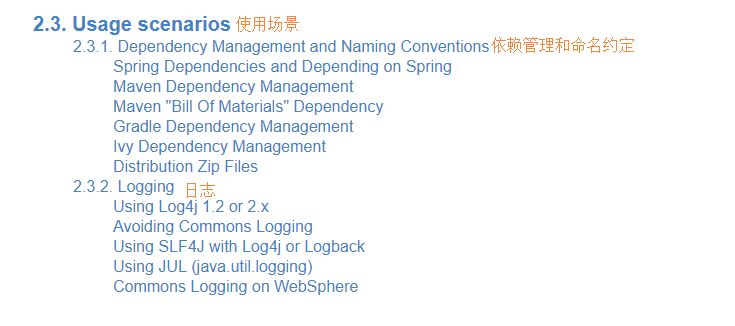 2.3. Usage scenarios 使用场景
2.3.1. Dependency Management and Naming Conventions 依赖管理和命名约定
Spring Dependencies and Depending on Spring
Maven Dependency Management
Maven "Bill Of Materials" Dependency
Gradle Dependency Management
Ivy Dependency Management
Distribution Zip Files
2.3.2. Logging 日志
Using Log4j 1.2 or 2.x
Avoiding Commons Logging
Using SLF4J with Log4j or Logback
Using JUL (java.util.logging)
Commons Logging on WebSphere